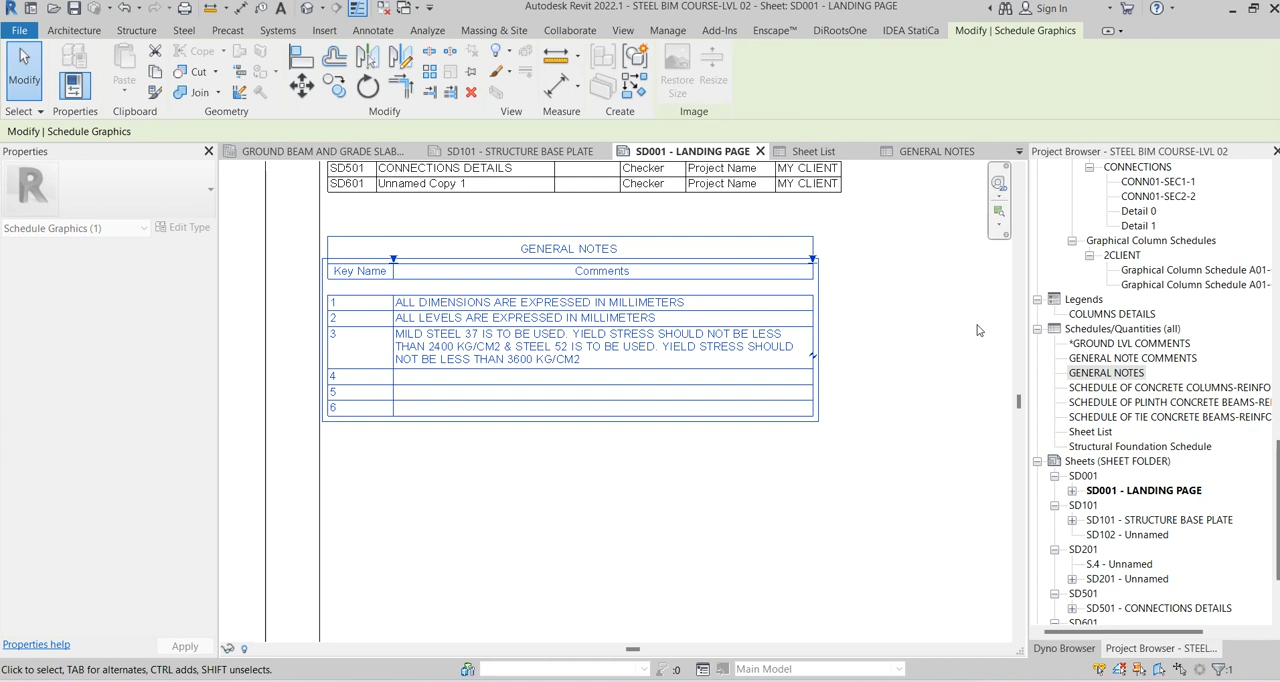 Autodesk Revit 2022.1 - STEEL BIM COURSE-LVL 02 - Sheet: SD001 - LANDING PAGE
Sign In
File Architecture Structure Steel Precast Systems Insert Annotate Analyze Massing & Site Collaborate View Manage Add-Ins Enscape™ DiRootsOne IDEA StatiCa Modify | Schedule Graphics
Modify
Paste
Cope
Cut
Join
Restore Size
Resize
Select Properties Clipboard Geometry Modify View Measure Create Image
Modify | Schedule Graphics
Properties
Schedule Graphics (1)
Edit Type
Properties help
Apply
GROUND BEAM AND GRADE SLAB...
SD101 - STRUCTURE BASE PLATE
SD001 - LANDING PAGE
Sheet List
GENERAL NOTES
SD501 CONNECTIONS DETAILS Checker Project Name MY CLIENT
SD601 Unnamed Copy 1 Checker Project Name MY CLIENT
GENERAL NOTES
Key Name Comments
1 ALL DIMENSIONS ARE EXPRESSED IN MILLIMETERS
2 ALL LEVELS ARE EXPRESSED IN MILLIMETERS
3 MILD STEEL 37 IS TO BE USED. YIELD STRESS SHOULD NOT BE LESS
THAN 2400 KG/CM2 & STEEL 52 IS TO BE USED. YIELD STRESS SHOULD
NOT BE LESS THAN 3600 KG/CM2
4
5
6
Project Browser - STEEL BIM COURSE-LVL 02
CONNECTIONS
CONN01-SEC1-1
CONN01-SEC2-2
Detail 0
Detail 1
Graphical Column Schedules
2CLIENT
Graphical Column Schedule A01-
Graphical Column Schedule A01-
Legends
COLUMNS DETAILS
Schedules/Quantities (all)
*GROUND LVL COMMENTS
GENERAL NOTE COMMENTS
GENERAL NOTES
SCHEDULE OF CONCRETE COLUMNS-REINFO
SCHEDULE OF PLINTH CONCRETE BEAMS-REI
SCHEDULE OF TIE CONCRETE BEAMS-REINFO
Sheet List
Structural Foundation Schedule
Sheets (SHEET FOLDER)
SD001
SD001 - LANDING PAGE
SD101
SD101 - STRUCTURE BASE PLATE
SD102 - Unnamed
SD201
S.4 - Unnamed
SD201 - Unnamed
SD501
SD501 - CONNECTIONS DETAILS
SD601
Dyno Browser
Project Browser - STEEL...
Click to select, TAB for alternates, CTRL adds, SHIFT unselects.
:0
Main Model
:1